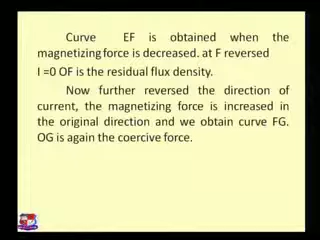 Curve EF is obtained when the
magnetizing force is decreased. at F reversed
I =0 OF is the residual flux density.
Now further reversed the direction of
current, the magnetizing force is increased in
the original direction and we obtain curve FG.
OG is again the coercive force.